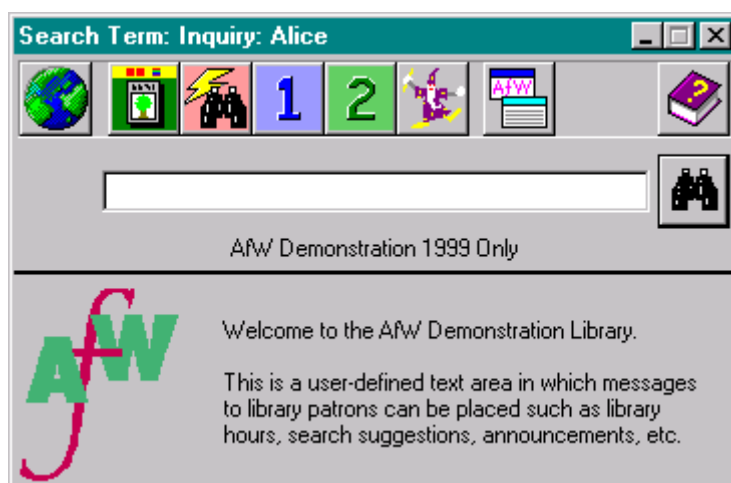 Search Term: Inquiry: Alice
1 2 AfW ?
AfW Demonstration 1999 Only
AfW
Welcome to the AfW Demonstration Library.
This is a user-defined text area in which messages
to library patrons can be placed such as library
hours, search suggestions, announcements, etc.